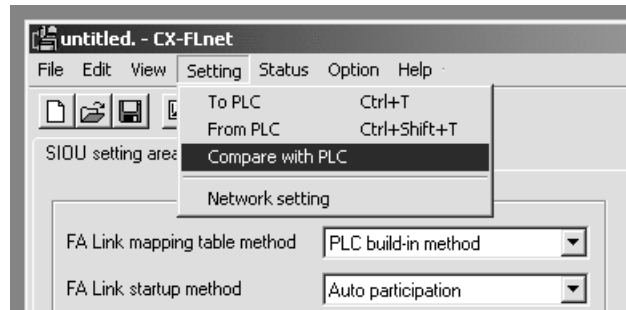 untitled. - CX-FLnet
File Edit View Setting Status Option Help
To PLC Ctrl+T
From PLC Ctrl+Shift+T
SIOU setting area
Compare with PLC
Network setting
FA Link mapping table method PLC build-in method
FA Link startup method Auto participation